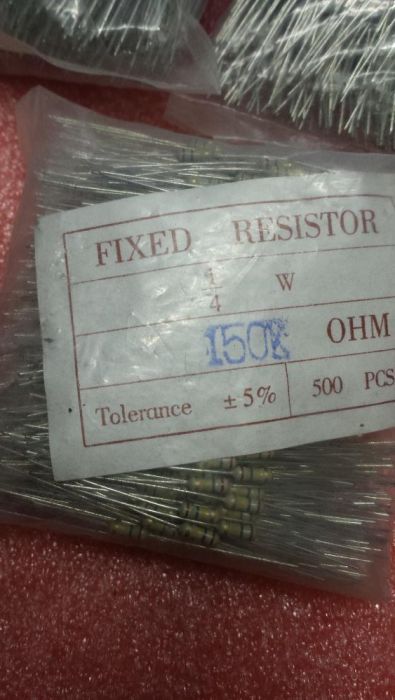 FIXED RESISTOR
1/4 W
150K OHM
Tolerance ±5% 500 PCS